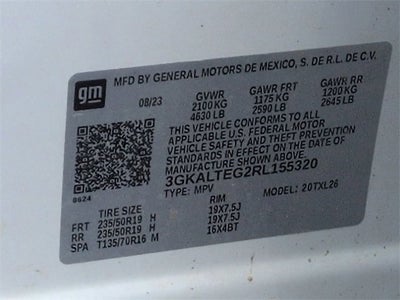 gm
MFD BY GENERAL MOTORS DE MEXICO, S. DE R.L. DE C.V.
08/23 GVWR GAWR FRT GAWR RR
2100 KG 1175 KG 1200 KG
4630 LB 2590 LB 2645 LB
THIS VEHICLE CONFORMS TO ALL
APPLICABLE U.S. FEDERAL MOTOR
VEHICLE SAFETY AND THEFT PREVENTION
STANDARDS IN EFFECT ON THE DATE OF
MANUFACTURE SHOWN ABOVE.
3GKALTEG2RL155320
8624 TYPE: MPV MODEL: 20TXL26
TIRE SIZE RIM
FRT 235/50R19 H 19X7.5J
RR 235/50R19 H 19X7.5J
SPA T135/70R16 M 16X4BT